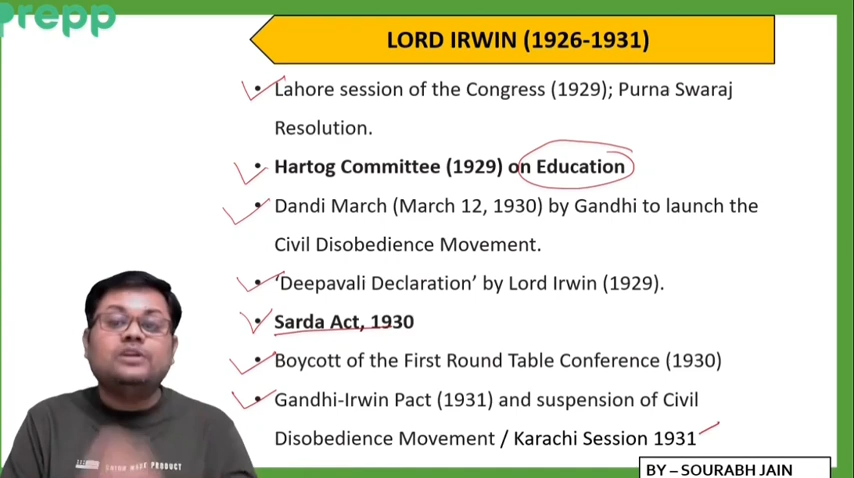 Prepp
LORD IRWIN (1926-1931)
• Lahore session of the Congress (1929); Purna Swaraj
Resolution.
• Hartog Committee (1929) on Education
• Dandi March (March 12, 1930) by Gandhi to launch the
Civil Disobedience Movement.
• ‘Deepavali Declaration’ by Lord Irwin (1929).
• Sarda Act, 1930
• Boycott of the First Round Table Conference (1930)
• Gandhi-Irwin Pact (1931) and suspension of Civil
Disobedience Movement / Karachi Session 1931
MADE PRODUCT
BY – SOURABH JAIN